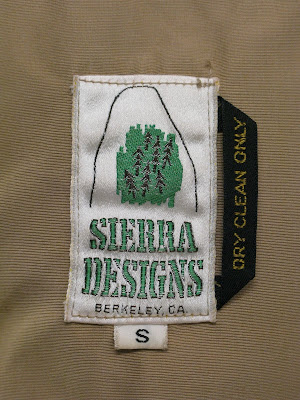 SIERRA
DESIGNS
BERKELEY, CA.
S
DRY CLEAN ONLY